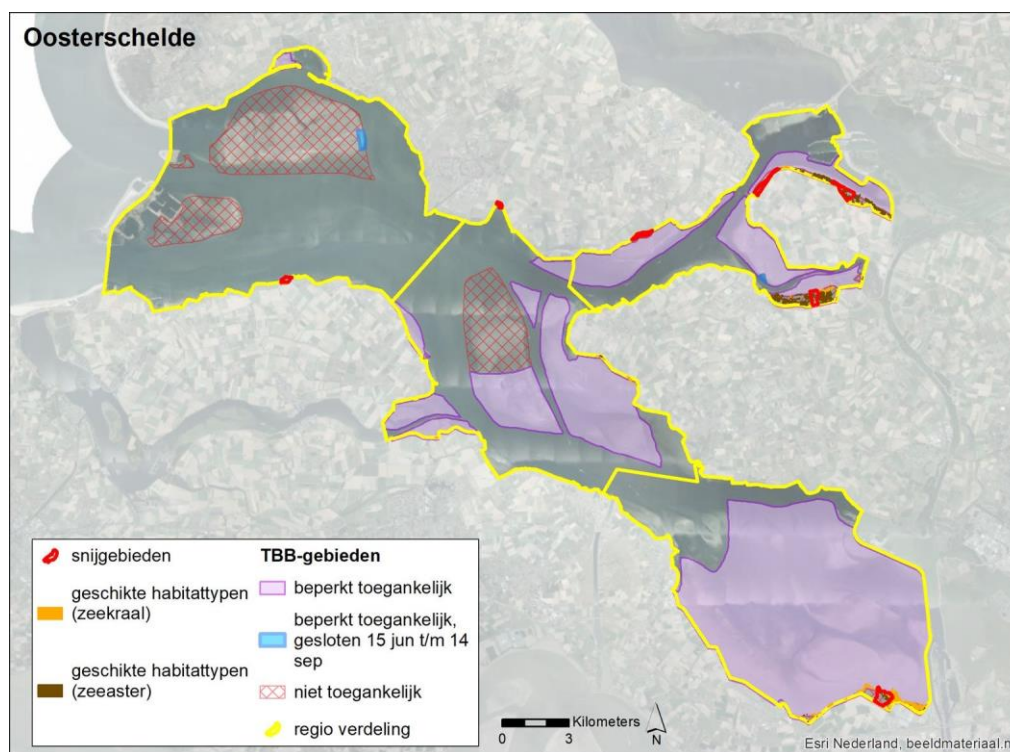 Oosterschelde
snijgebieden
geschikte habitattypen
(zeekraal)
geschikte habitattypen
(zeeaster)
TBB-gebieden
beperkt toegankelijk
beperkt toegankelijk,
gesloten 15 jun t/m 14
sep
niet toegankelijk
regio verdeling
Kilometers
0 3
N
Esri Nederland, beeldmateriaal.n